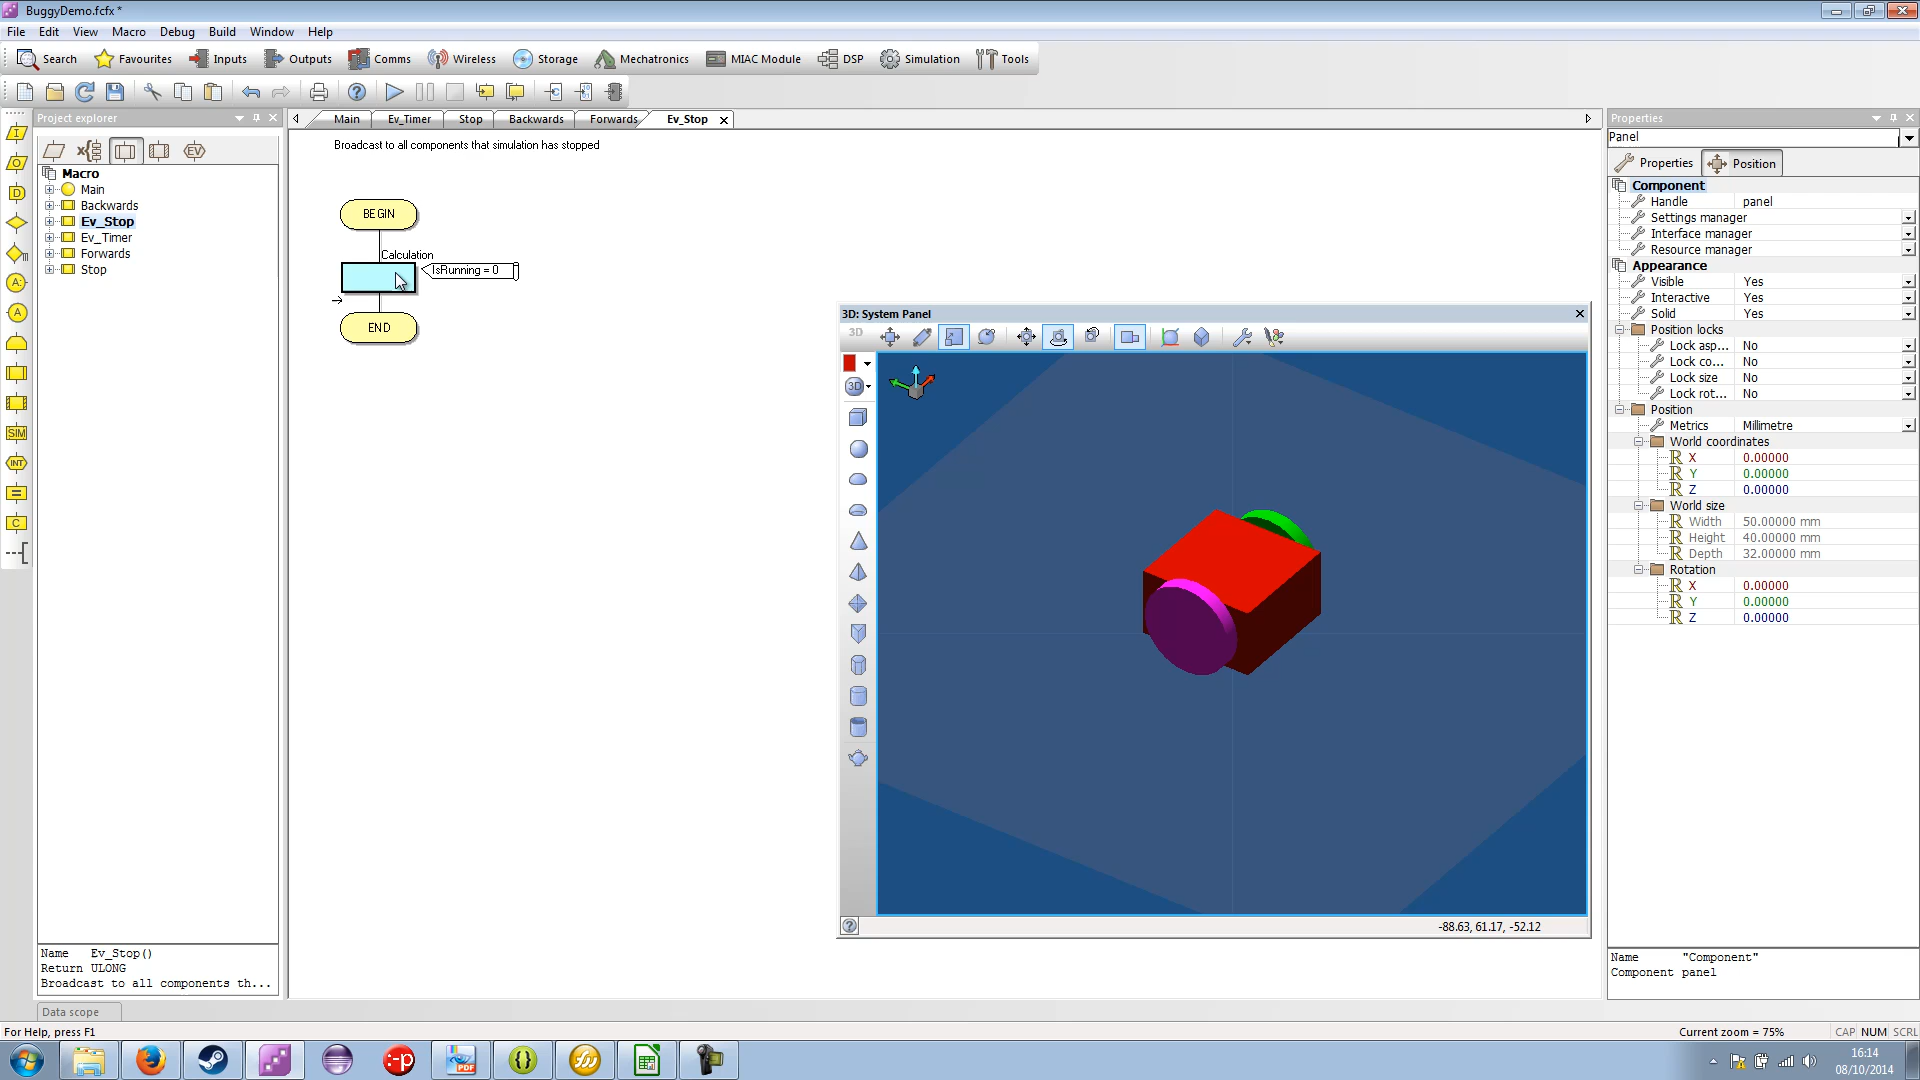 BuggyDemo.fcfx *
File Edit View Macro Debug Build Window Help
Search Favourites Inputs Outputs Comms Wireless Storage Mechatronics MIAC Module DSP Simulation Tools
Project explorer
Main Ev_Timer Stop Backwards Forwards Ev_Stop
Broadcast to all components that simulation has stopped
EV
Macro
Main
Backwards
Ev_Stop
Ev_Timer
Forwards
Stop
I
O
D
A:
A
SIM
INT
C
BEGIN
Calculation
IsRunning = 0
END
3D: System Panel
3D
3D
-88.63, 61.17, -52.12
Properties
Panel
Properties Position
Component
Handle panel
Settings manager
Interface manager
Resource manager
Appearance
Visible Yes
Interactive Yes
Solid Yes
Position locks
Lock asp... No
Lock co... No
Lock size No
Lock rot... No
Position
Metrics Millimetre
World coordinates
X 0.00000
Y 0.00000
Z 0.00000
World size
Width 50.00000 mm
Height 40.00000 mm
Depth 32.00000 mm
Rotation
X 0.00000
Y 0.00000
Z 0.00000
Name Ev_Stop()
Return ULONG
Broadcast to all components th...
Name "Component"
Component panel
Data scope
For Help, press F1
Current zoom = 75%
CAP NUM SCRL
PDF
16:14
08/10/2014